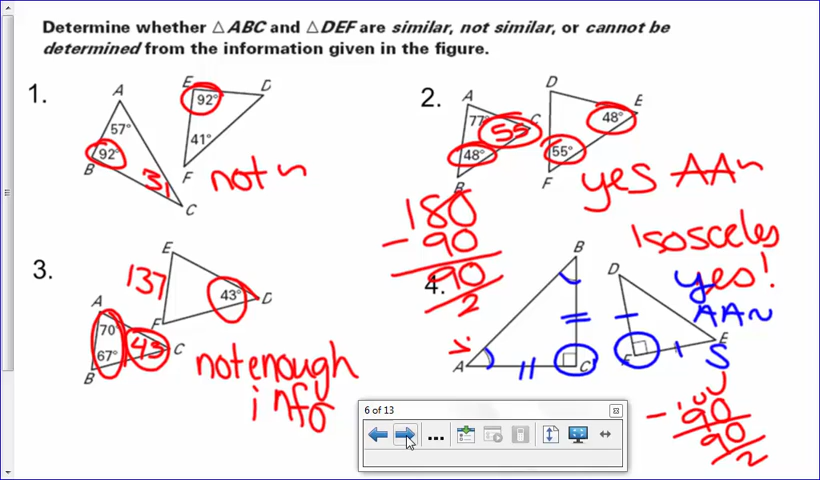 Determine whether △ABC and △DEF are similar, not similar, or cannot be
determined from the information given in the figure.
1.
A
57°
92°
B
31
C
E
92°
D
41°
F
not ~
2.
A
77°
55
C
48°
B
D
E
48°
55°
F
yes AA~
180
- 90
90
2
3.
E
137
43°
D
F
A
70°
67°
B
43
C
not enough
info
4.
B
A
C
D
E
F
Isosceles
yes!
AA~
S
- 90
90
2
6 of 13